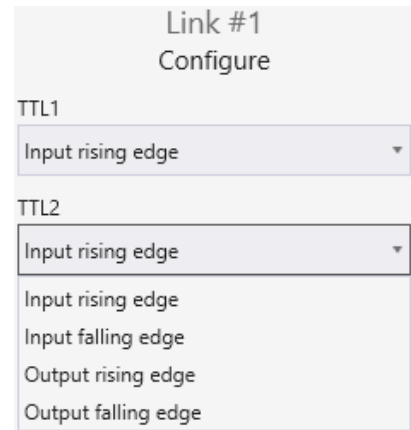 Link #1
Configure
TTL1
Input rising edge
TTL2
Input rising edge
Input rising edge
Input falling edge
Output rising edge
Output falling edge